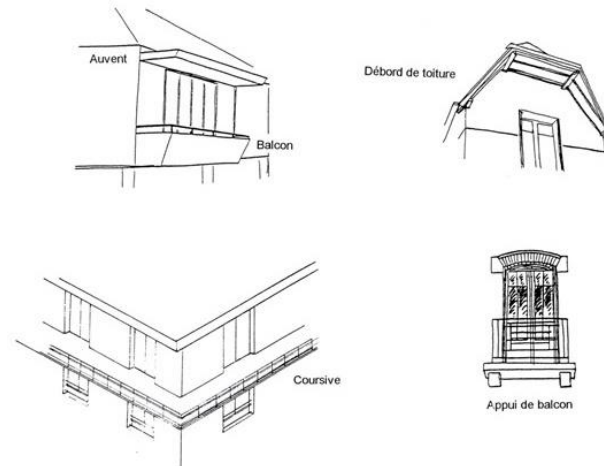 Auvent
Débord de toiture
Balcon
Coursive
Appui de balcon